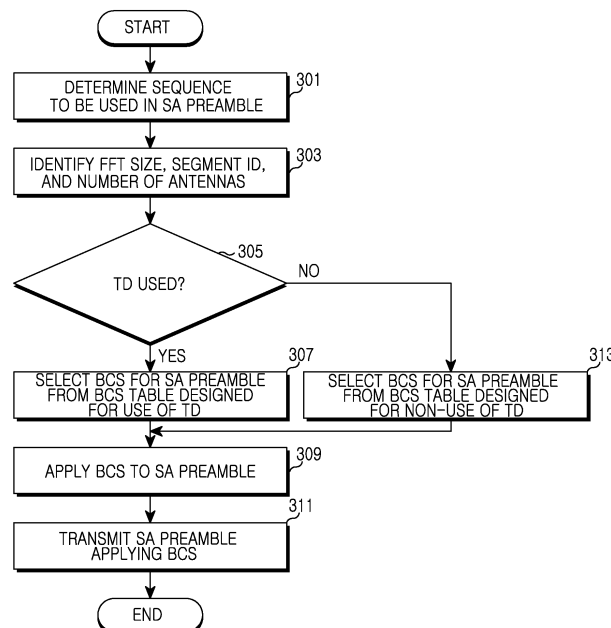 START
301
DETERMINE SEQUENCE
TO BE USED IN SA PREAMBLE
303
IDENTIFY FFT SIZE, SEGMENT ID,
AND NUMBER OF ANTENNAS
305
TD USED?
NO
YES
307
SELECT BCS FOR SA PREAMBLE
FROM BCS TABLE DESIGNED
FOR USE OF TD
313
SELECT BCS FOR SA PREAMBLE
FROM BCS TABLE DESIGNED
FOR NON-USE OF TD
309
APPLY BCS TO SA PREAMBLE
311
TRANSMIT SA PREAMBLE
APPLYING BCS
END